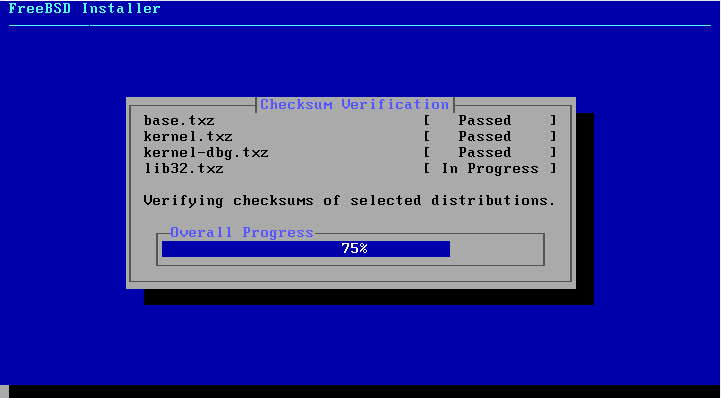 FreeBSD Installer
Checksum Verification
base.txz [ Passed ]
kernel.txz [ Passed ]
kernel-dbg.txz [ Passed ]
lib32.txz [ In Progress ]
Verifying checksums of selected distributions.
Overall Progress
75%